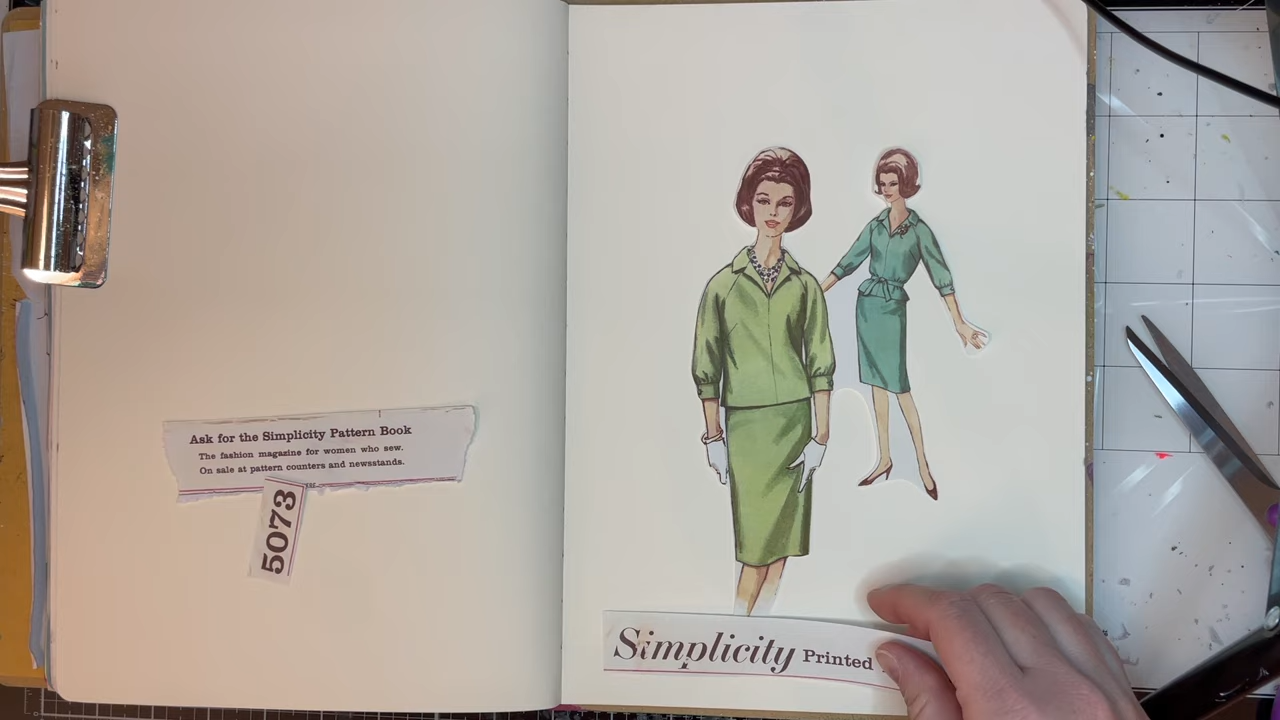 Ask for the Simplicity Pattern Book
The fashion magazine for women who sew.
On sale at pattern counters and newsstands.
5073
Simplicity Printed